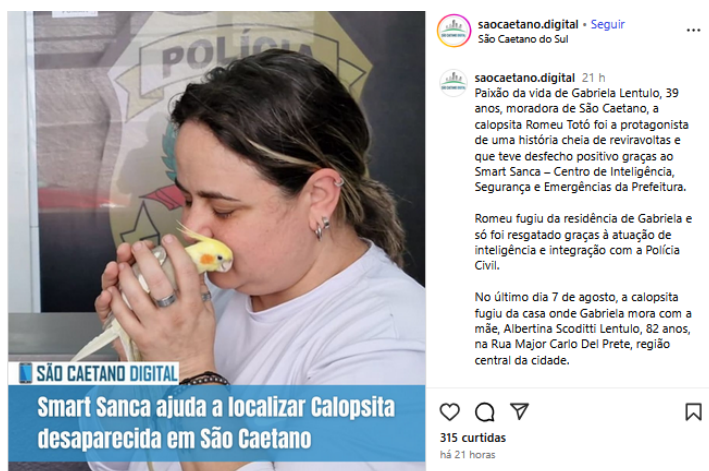 POLÍCIA
SÃO CAETANO DIGITAL
Smart Sanca ajuda a localizar Calopsita
desaparecida em São Caetano
saocaetano.digital • Seguir
São Caetano do Sul
saocaetano.digital 21 h
Paixão da vida de Gabriela Lentulo, 39
anos, moradora de São Caetano, a
calopsita Romeu Totó foi a protagonista
de uma história cheia de reviravoltas e
que teve desfecho positivo graças ao
Smart Sanca – Centro de Inteligência,
Segurança e Emergências da Prefeitura.
Romeu fugiu da residência de Gabriela e
só foi resgatado graças à atuação de
inteligência e integração com a Polícia
Civil.
No último dia 7 de agosto, a calopsita
fugiu da casa onde Gabriela mora com a
mãe, Albertina Scoditti Lentulo, 82 anos,
na Rua Major Carlo Del Prete, região
central da cidade.
315 curtidas
há 21 horas